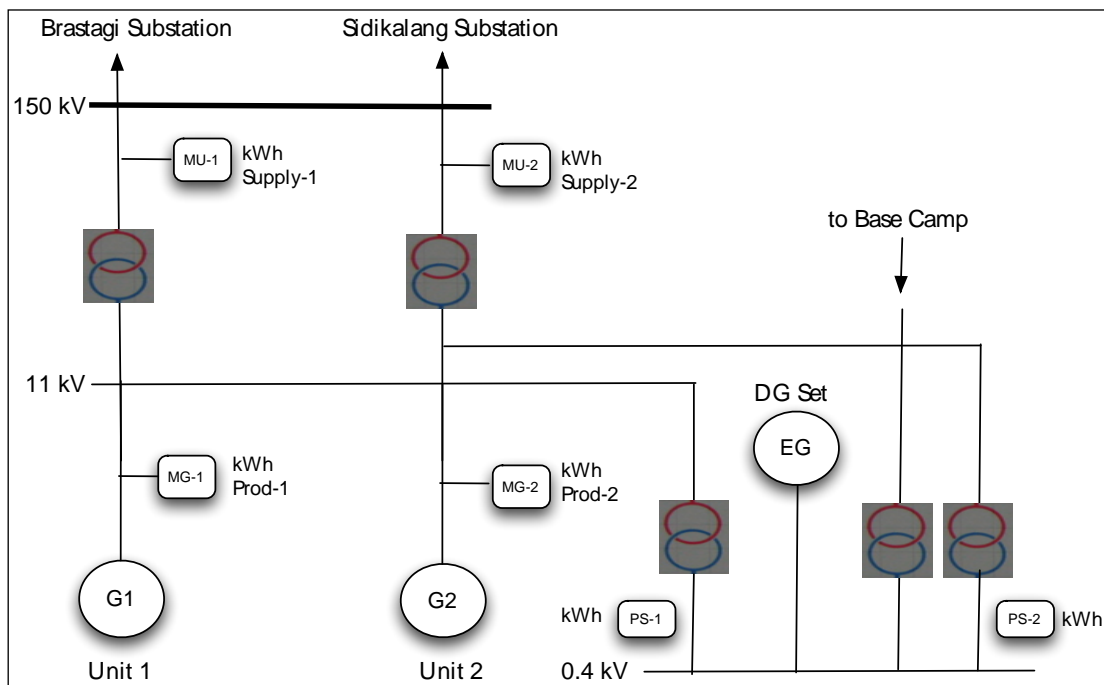 Brastagi Substation
Sidikalang Substation
150 kV
MU-1
kWh
Supply-1
MU-2
kWh
Supply-2
to Base Camp
11 kV
DG Set
EG
MG-1
kWh
Prod-1
MG-2
kWh
Prod-2
G1
G2
kWh
PS-1
PS-2
kWh
Unit 1
Unit 2
0.4 kV